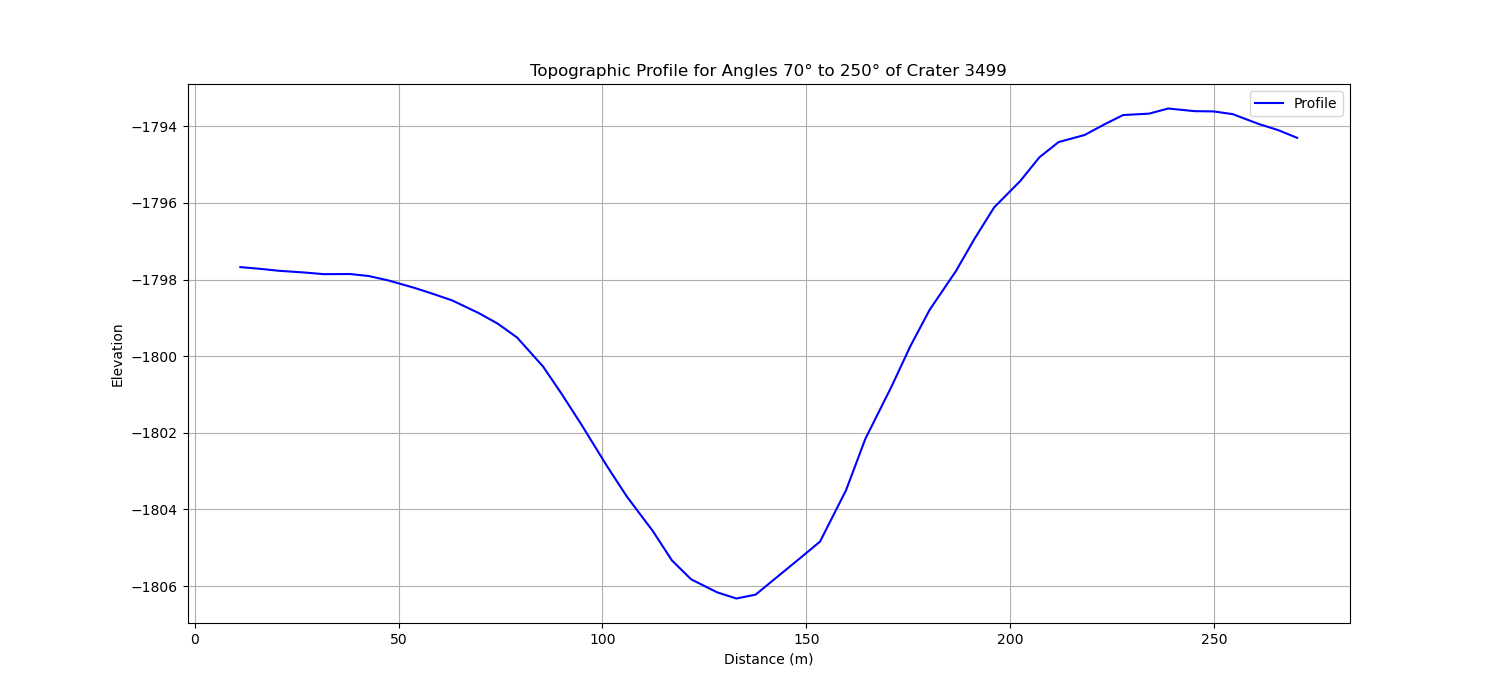 Topographic Profile for Angles 70° to 250° of Crater 3499
Profile
−1794
−1796
−1798
−1800
−1802
−1804
−1806
Elevation
0 50 100 150 200 250
Distance (m)